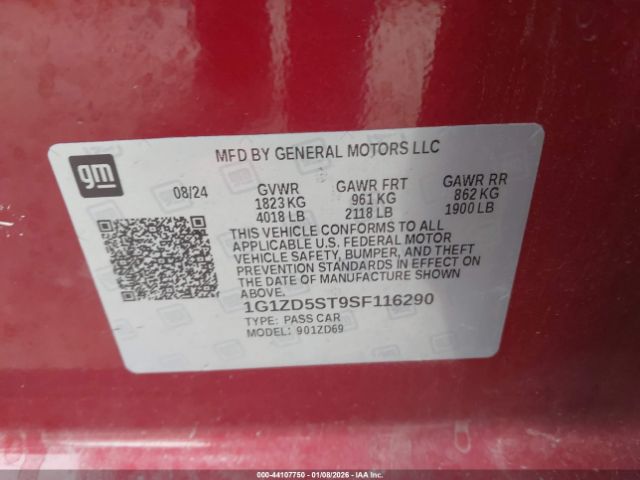 MFD BY GENERAL MOTORS LLC
gm
08/24 GVWR GAWR FRT GAWR RR
1823 KG 961 KG 862 KG
4018 LB 2118 LB 1900 LB
THIS VEHICLE CONFORMS TO ALL
APPLICABLE U.S. FEDERAL MOTOR
VEHICLE SAFETY, BUMPER, AND THEFT
PREVENTION STANDARDS IN EFFECT ON
THE DATE OF MANUFACTURE SHOWN
ABOVE.
1G1ZD5ST9SF116290
TYPE: PASS CAR
MODEL: 901ZD69
000-44107750 | 01/08/2026 | IAA Inc.